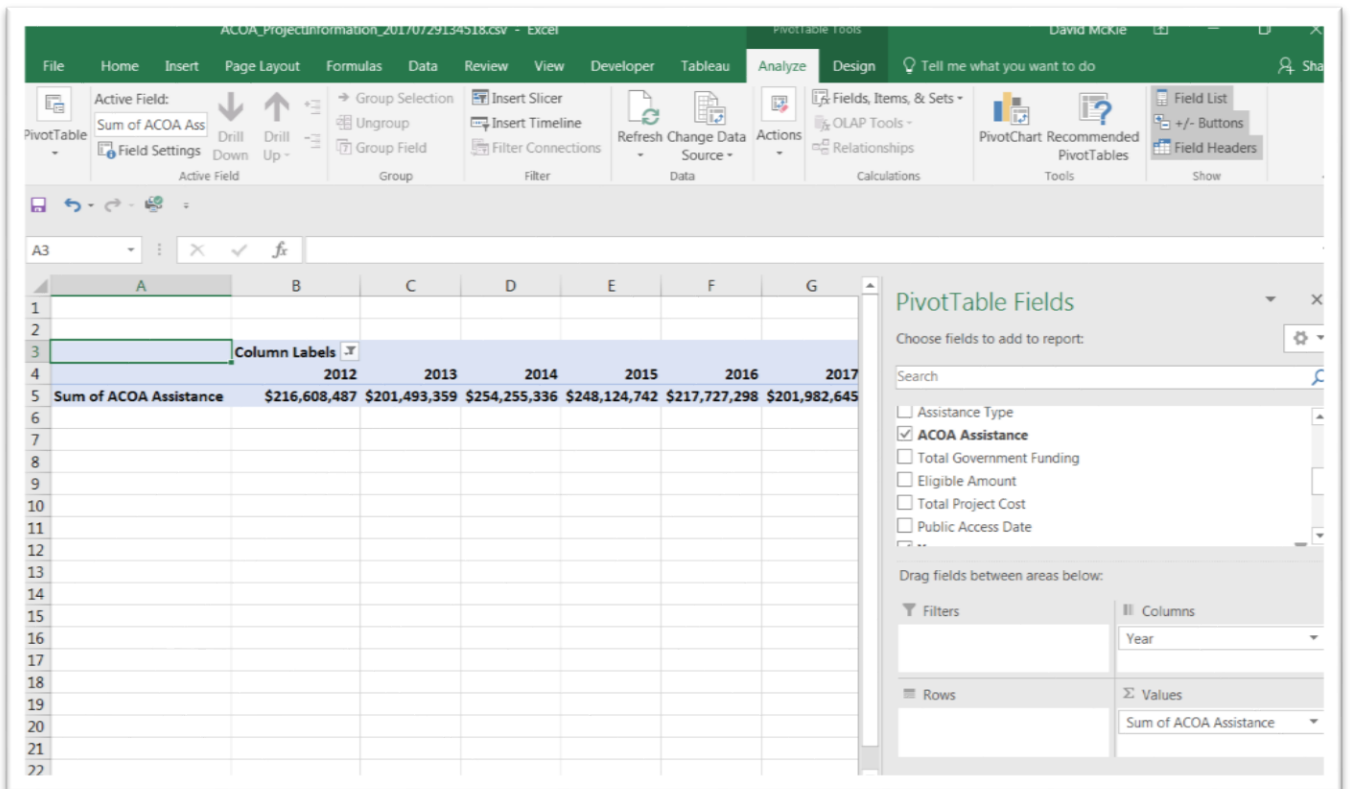 ACOA_ProjectInformation_20170729134518.csv - Excel PivotTable Tools David McKie
File Home Insert Page Layout Formulas Data Review View Developer Tableau Analyze Design Tell me what you want to do Sha
PivotTable
Active Field:
Sum of ACOA Ass
Field Settings
Drill Down
Drill Up
Active Field
Group Selection
Ungroup
Group Field
Group
Insert Slicer
Insert Timeline
Filter Connections
Filter
Refresh
Change Data Source
Data
Actions
Fields, Items, & Sets
OLAP Tools
Relationships
Calculations
PivotChart
Recommended PivotTables
Tools
Field List
+/- Buttons
Field Headers
Show
A3 fx
A B C D E F G
1
2
3 Column Labels
4 2012 2013 2014 2015 2016 2017
5 Sum of ACOA Assistance $216,608,487 $201,493,359 $254,255,336 $248,124,742 $217,727,298 $201,982,645
6
7
8
9
10
11
12
13
14
15
16
17
18
19
20
21
22
PivotTable Fields
Choose fields to add to report:
Search
Assistance Type
ACOA Assistance
Total Government Funding
Eligible Amount
Total Project Cost
Public Access Date
Drag fields between areas below:
Filters
Columns
Year
Rows
Σ Values
Sum of ACOA Assistance